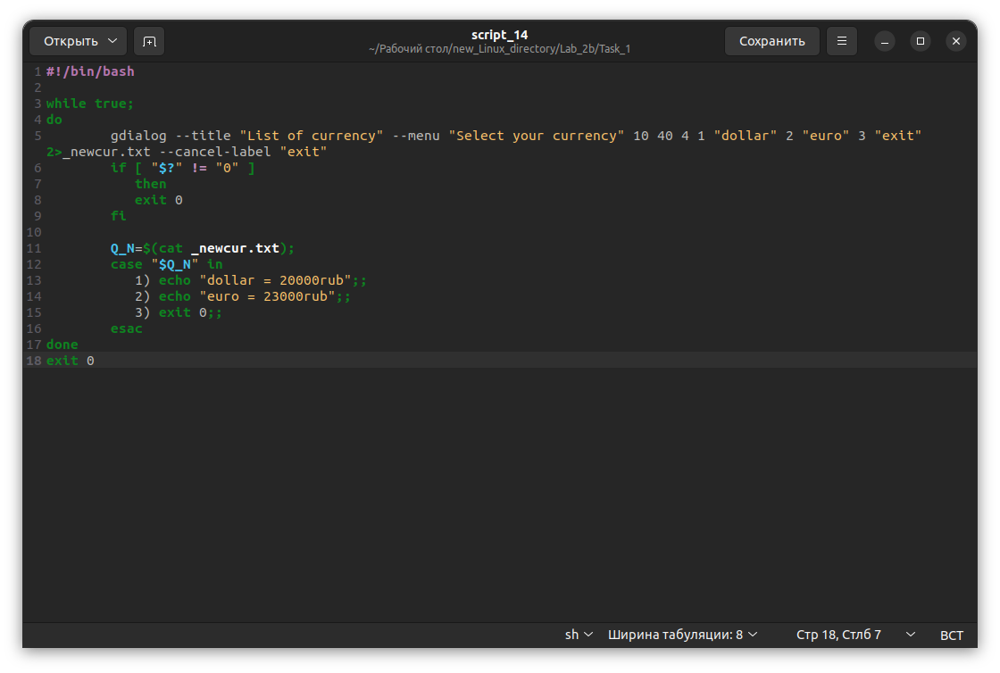 Открыть
script_14
~/Рабочий стол/new_Linux_directory/Lab_2b/Task_1
Сохранить
1 #!/bin/bash
2
3 while true;
4 do
5         gdialog --title "List of currency" --menu "Select your currency" 10 40 4 1 "dollar" 2 "euro" 3 "exit"
2>_newcur.txt --cancel-label "exit"
6         if [ "$?" != "0" ]
7            then
8            exit 0
9         fi
10
11         Q_N=$(cat _newcur.txt);
12         case "$Q_N" in
13            1) echo "dollar = 20000rub";;
14            2) echo "euro = 23000rub";;
15            3) exit 0;;
16         esac
17 done
18 exit 0
sh Ширина табуляции: 8 Стр 18, Стлб 7 ВСТ